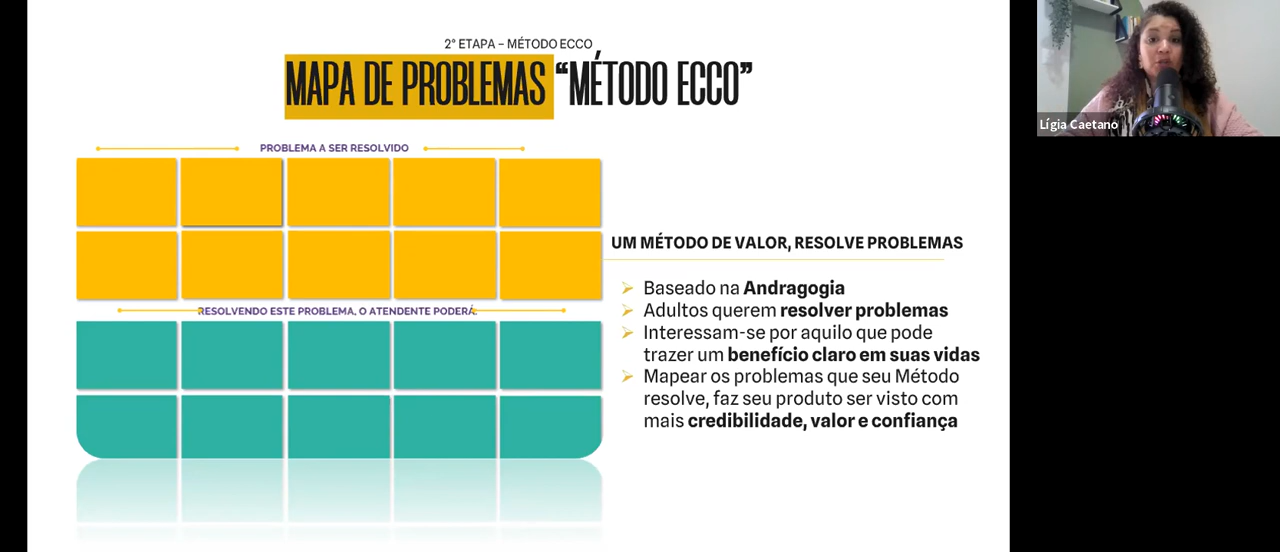 2ª ETAPA – MÉTODO ECCO
MAPA DE PROBLEMAS “MÉTODO ECCO”
PROBLEMA A SER RESOLVIDO
RESOLVENDO ESTE PROBLEMA, O ATENDENTE PODERÁ:
UM MÉTODO DE VALOR, RESOLVE PROBLEMAS
Baseado na Andragogia
Adultos querem resolver problemas
Interessam-se por aquilo que pode
trazer um benefício claro em suas vidas
Mapear os problemas que seu Método
resolve, faz seu produto ser visto com
mais credibilidade, valor e confiança
Lígia Caetano